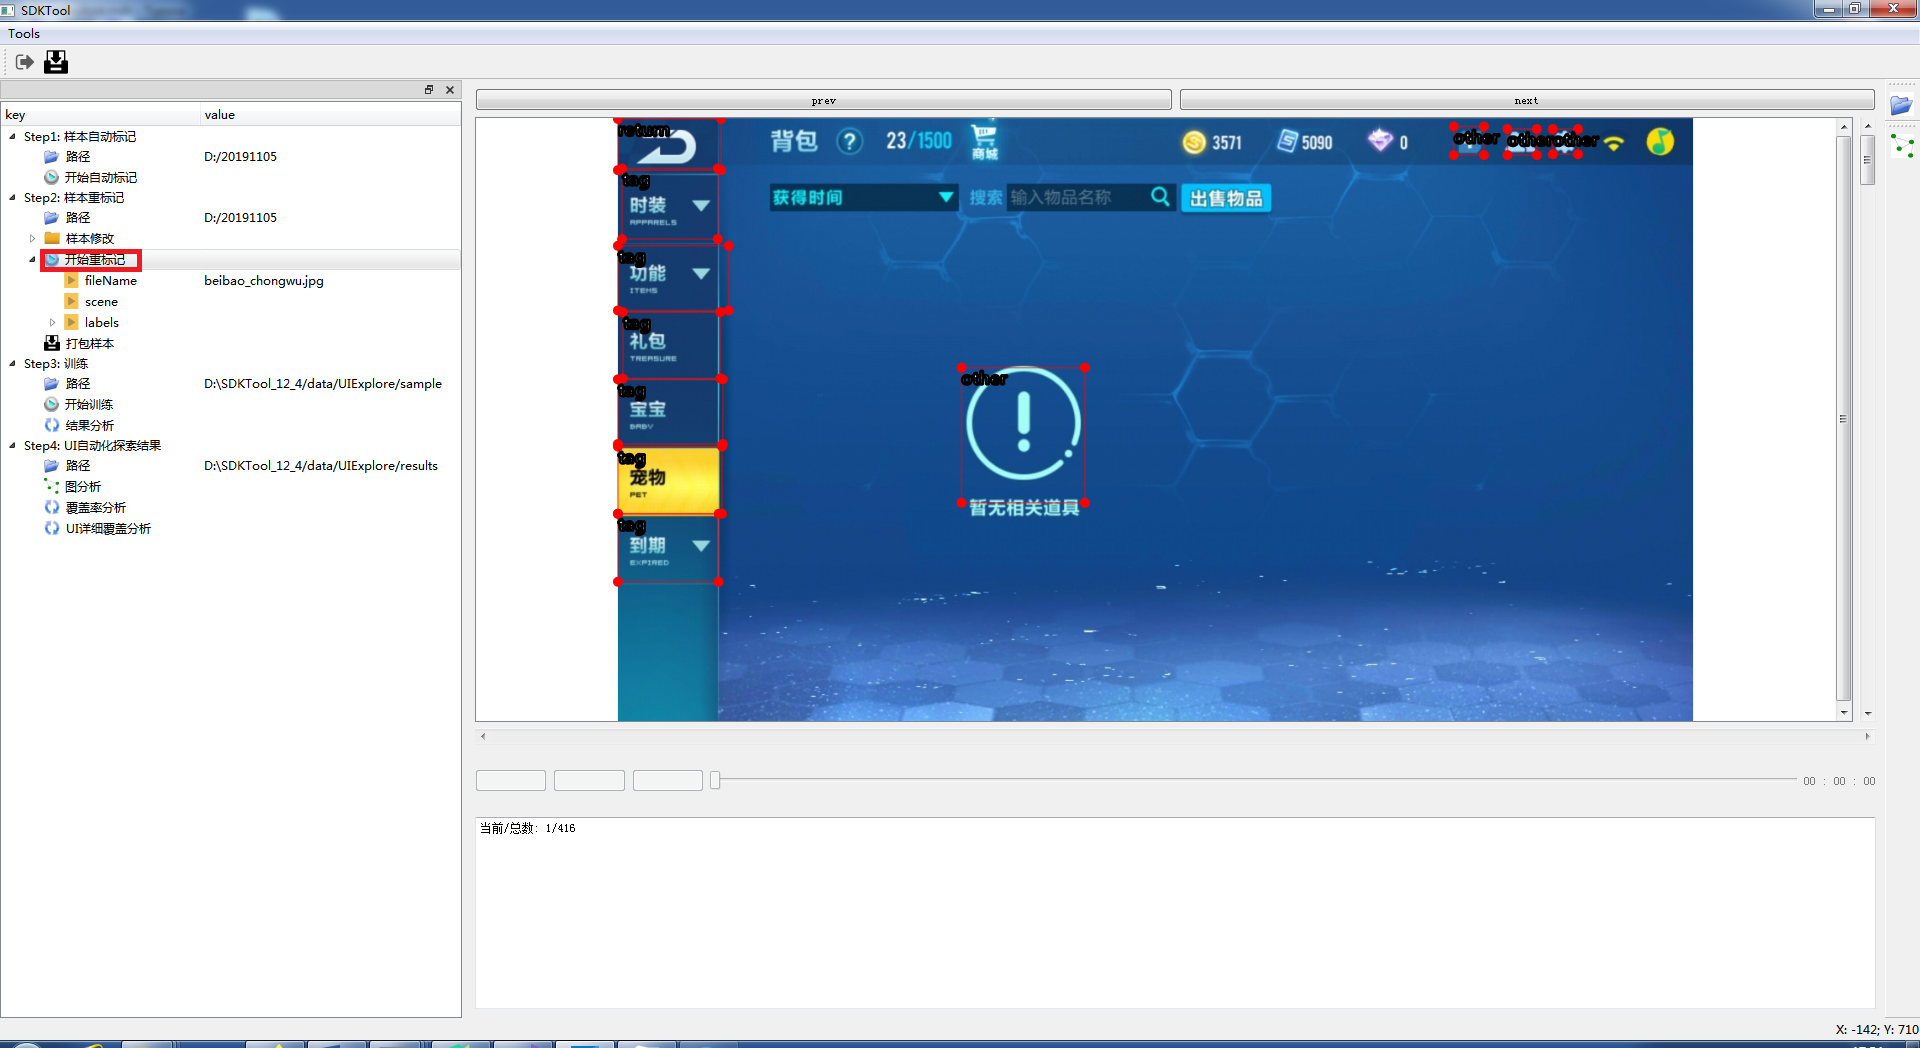 SDKTool
Tools
key value
Step1: 样本自动标记
路径 D:/20191105
开始自动标记
Step2: 样本重标记
路径 D:/20191105
样本修改
开始重标记
fileName beibao_chongwu.jpg
scene
labels
打包样本
Step3: 训练
路径 D:\SDKTool_12_4/data/UIExplore/sample
开始训练
结果分析
Step4: UI自动化探索结果
路径 D:\SDKTool_12_4/data/UIExplore/results
图分析
覆盖率分析
UI详细覆盖分析
prev next
return 背包 ? 23/1500 商城 3571 5090 0 other other other
获得时间 搜索 输入物品名称 出售物品
tag
时装
APPARELS
tag
功能
ITEMS
tag
礼包
TREASURE
tag
宝宝
BABY
tag
宠物
PET
tag
到期
EXPIRED
other
暂无相关道具
00 : 00 : 00
当前/总数: 1/416
X: -142; Y: 710